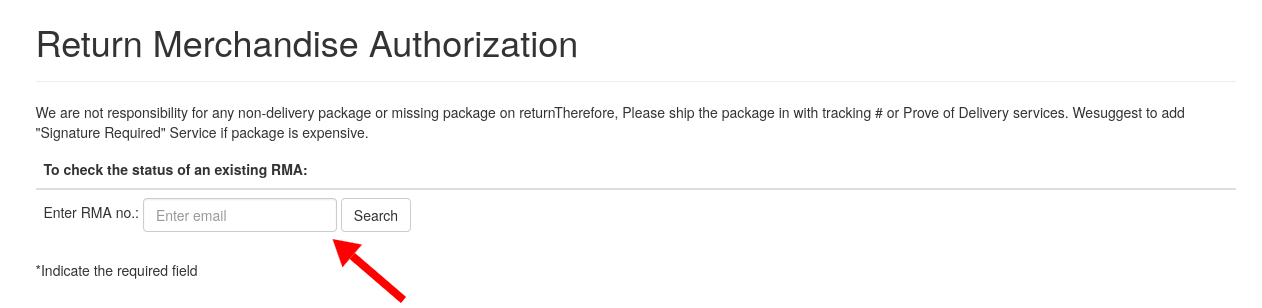 Return Merchandise Authorization
We are not responsibility for any non-delivery package or missing package on returnTherefore, Please ship the package in with tracking # or Prove of Delivery services. Wesuggest to add
"Signature Required" Service if package is expensive.
To check the status of an existing RMA:
Enter RMA no.: Enter email Search
*Indicate the required field